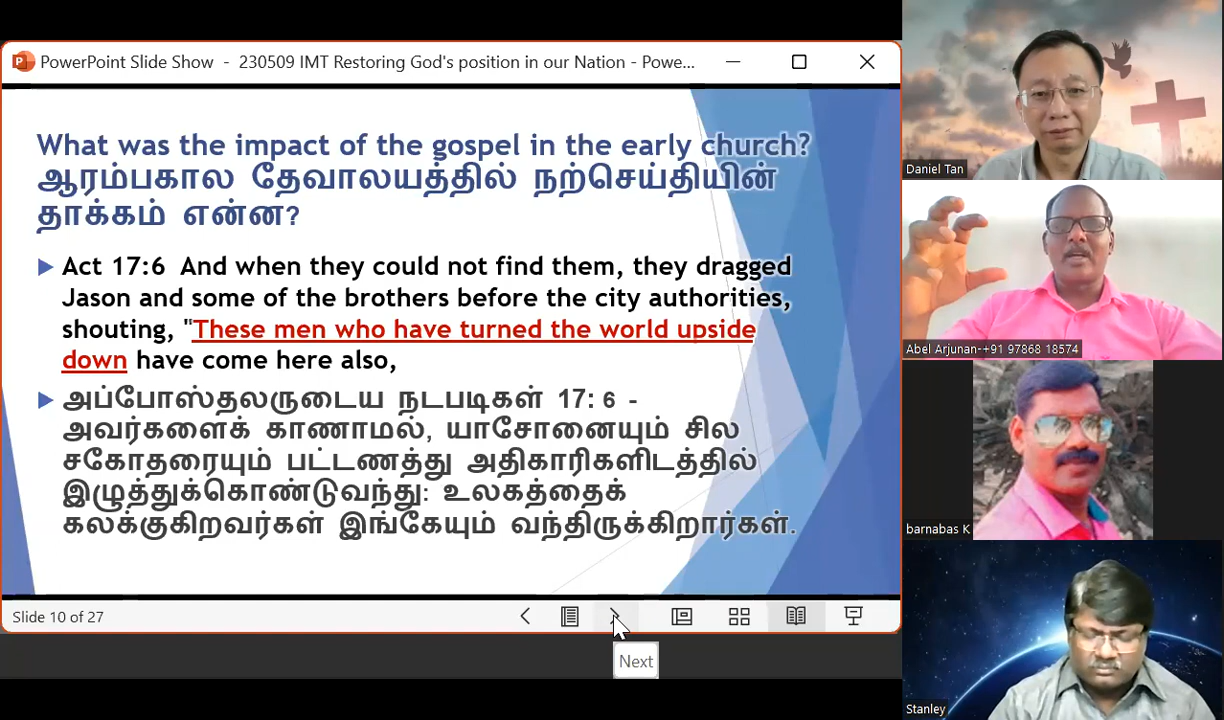 PowerPoint Slide Show - 230509 IMT Restoring God's position in our Nation - Powe...
What was the impact of the gospel in the early church?
ஆரம்பகால தேவாலயத்தில் நற்செய்தியின்
தாக்கம் என்ன?
Act 17:6 And when they could not find them, they dragged
Jason and some of the brothers before the city authorities,
shouting, "These men who have turned the world upside
down have come here also,
அப்போஸ்தலருடைய நடபடிகள் 17: 6 -
அவர்களைக் காணாமல், யாசோனையும் சில
சகோதரையும் பட்டணத்து அதிகாரிகளிடத்தில்
இழுத்துக்கொண்டுவந்து: உலகத்தைக்
கலக்குகிறவர்கள் இங்கேயும் வந்திருக்கிறார்கள்.
Slide 10 of 27
Next
Daniel Tan
Abel Arjunan-+91 97868 18574
barnabas K
Stanley